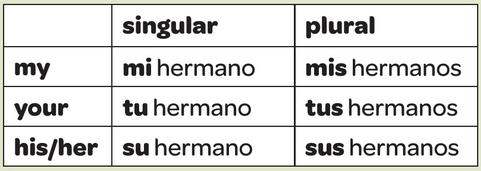 singular plural
my mi hermano mis hermanos
your tu hermano tus hermanos
his/her su hermano sus hermanos